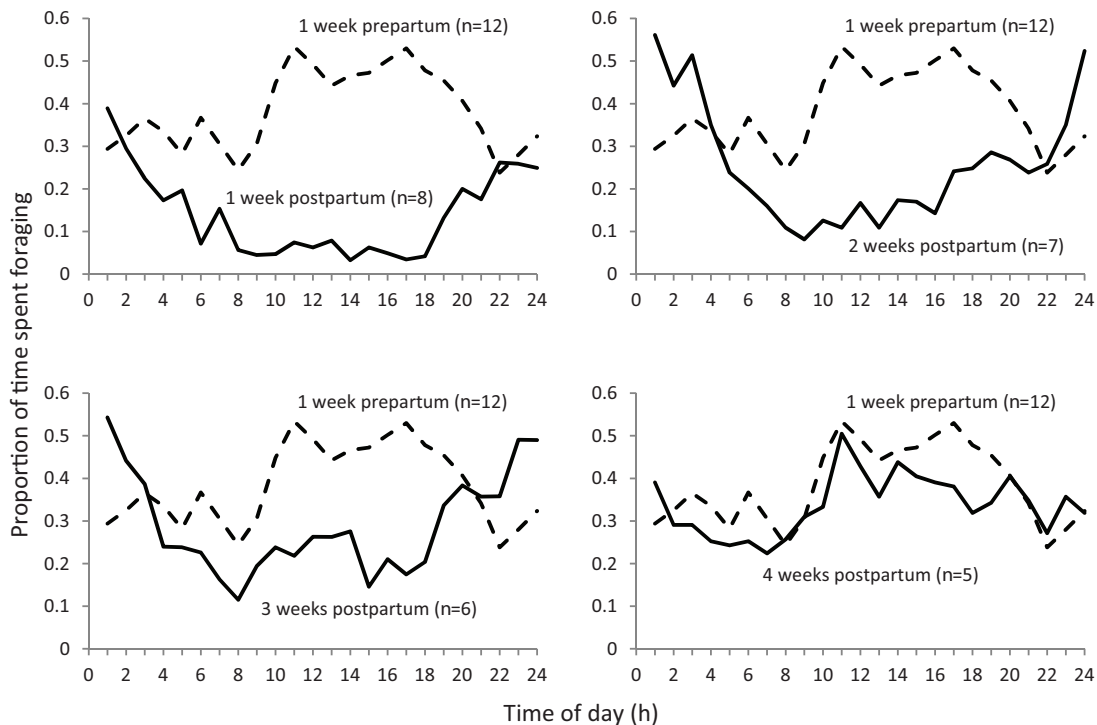 Proportion of time spent foraging
0.6
0.5
0.4
0.3
0.2
0.1
0
1 week prepartum (n=12)
1 week postpartum (n=8)
0 2 4 6 8 10 12 14 16 18 20 22 24
0.6
0.5
0.4
0.3
0.2
0.1
0
1 week prepartum (n=12)
2 weeks postpartum (n=7)
0 2 4 6 8 10 12 14 16 18 20 22 24
0.6
0.5
0.4
0.3
0.2
0.1
0
1 week prepartum (n=12)
3 weeks postpartum (n=6)
0 2 4 6 8 10 12 14 16 18 20 22 24
0.6
0.5
0.4
0.3
0.2
0.1
0
1 week prepartum (n=12)
4 weeks postpartum (n=5)
0 2 4 6 8 10 12 14 16 18 20 22 24
Time of day (h)